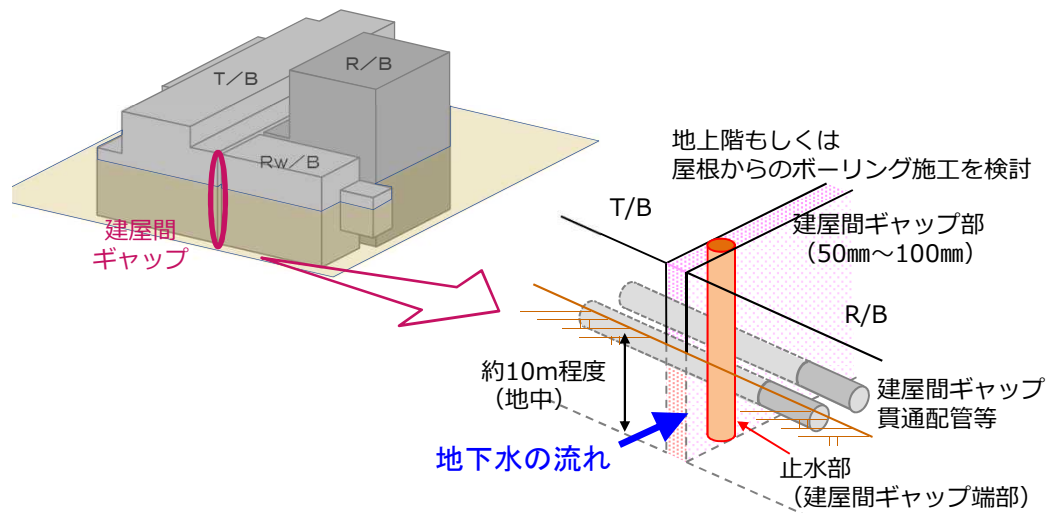 T／B
R／B
Rw／B
建屋間
ギャップ
地上階もしくは
屋根からのボーリング施工を検討
T/B
建屋間ギャップ部
（50㎜～100㎜）
R/B
約10m程度
（地中）
建屋間ギャップ
貫通配管等
地下水の流れ
止水部
（建屋間ギャップ端部）